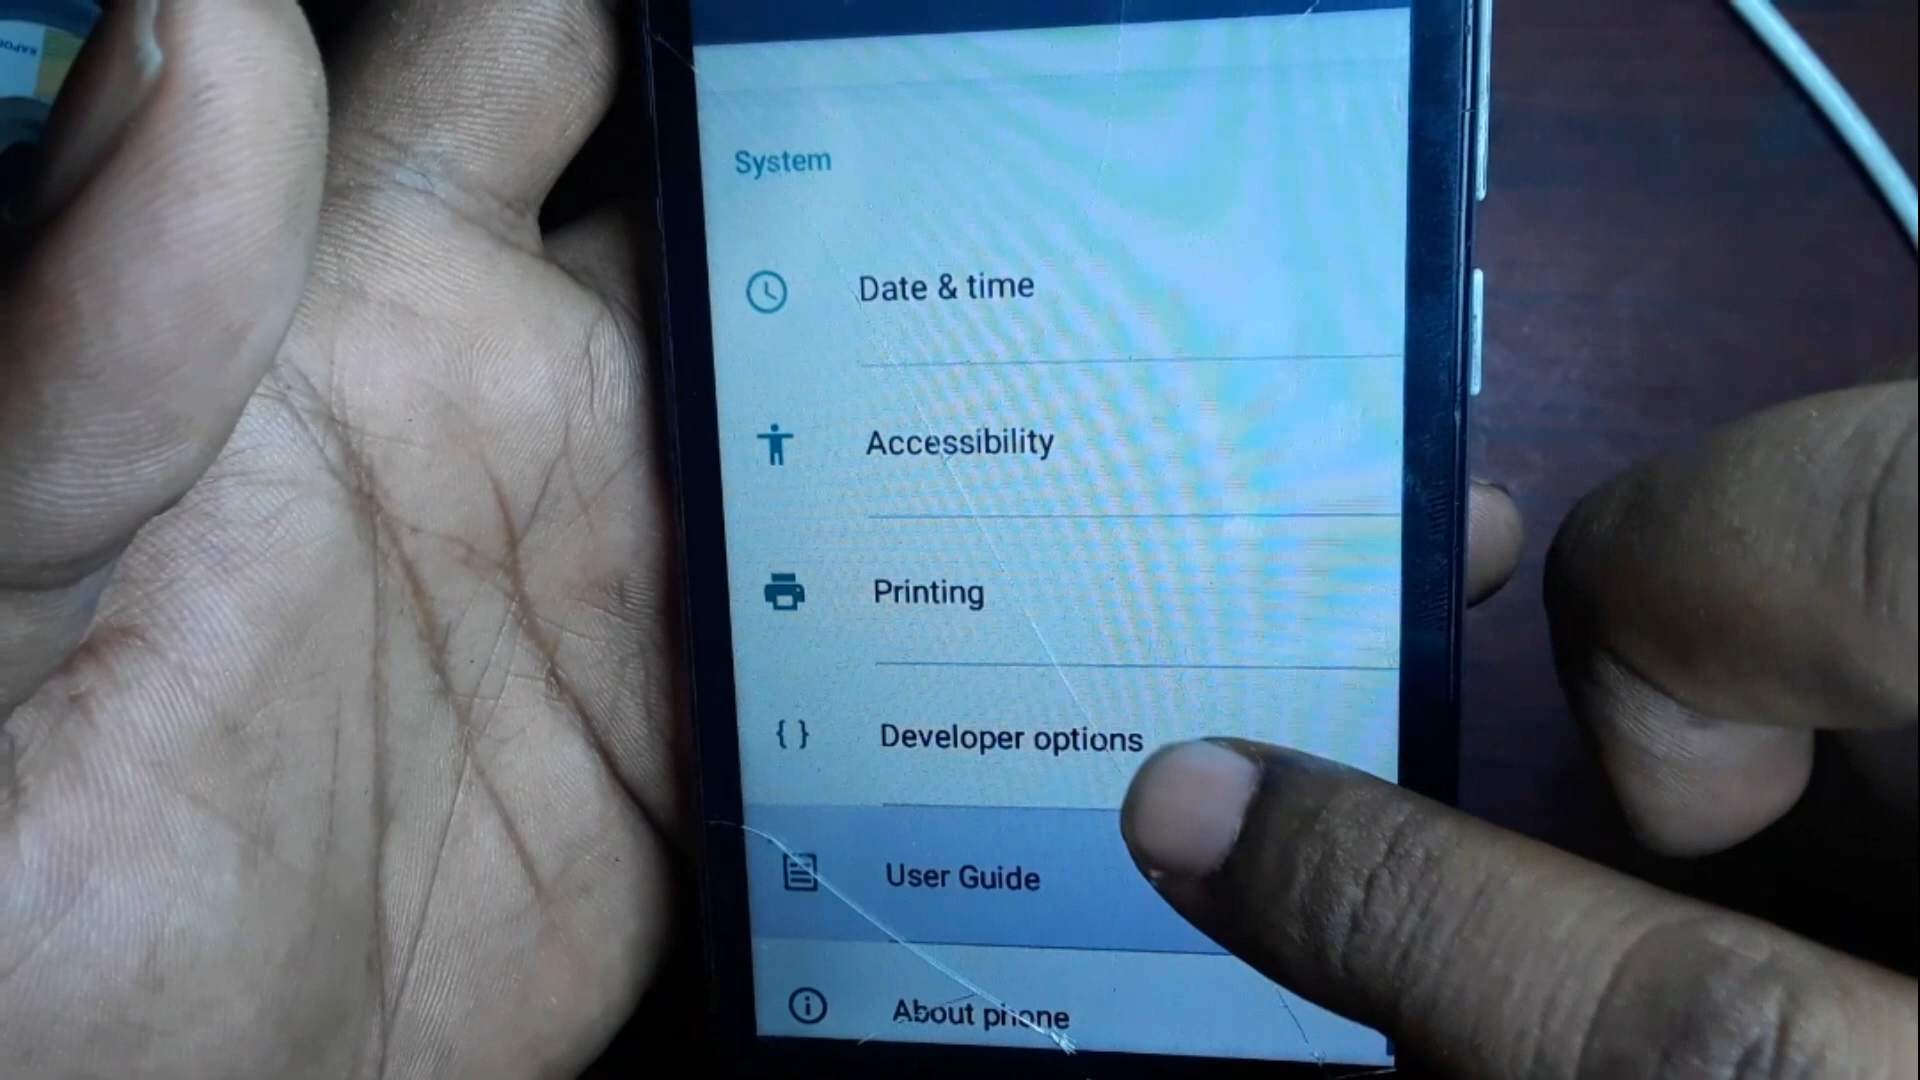 System
Date & time
Accessibility
Printing
{ } Developer options
User Guide
About phone